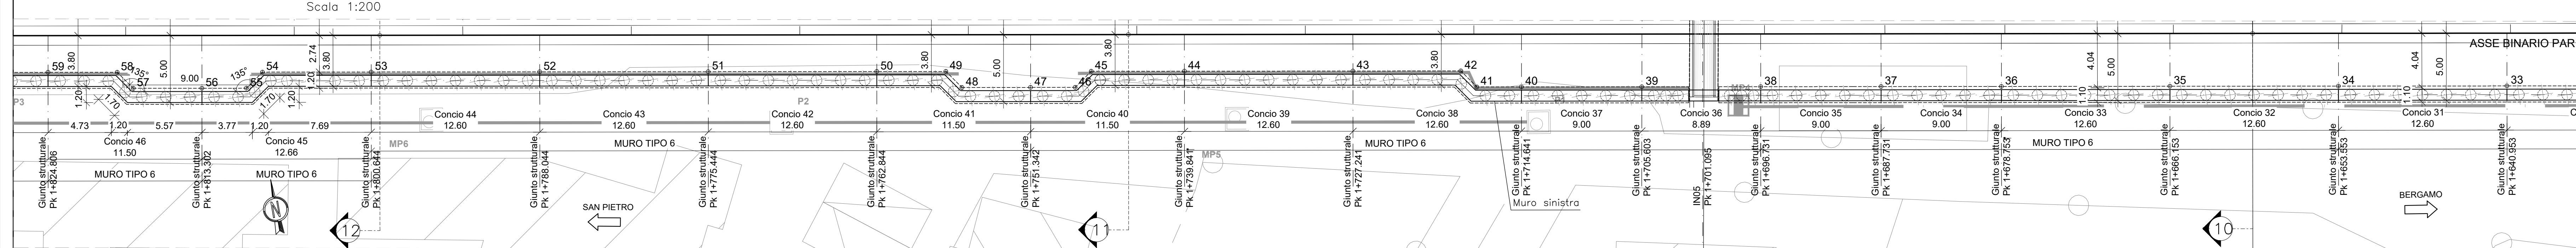 Scala 1:200
ASSE BINARIO PAR
3.80
5.00
2.74
3.80
1.20
3.80
5.00
3.80
3.80
4.04
5.00
4.04
5.00
59
58
135°
57
9.00
56
135°
55
54
53
52
51
50
49
48
47
46
45
44
43
42
41
40
39
38
37
36
35
34
33
1.20
1.70
1.70
1.20
1.10
1.10
P3
P2
MP4
4.73
1.20
5.57
3.77
1.20
7.69
Concio 46
11.50
Concio 45
12.66
Concio 44
12.60
Concio 43
12.60
Concio 42
12.60
Concio 41
11.50
Concio 40
11.50
Concio 39
12.60
Concio 38
12.60
Concio 37
9.00
Concio 36
8.89
Concio 35
9.00
Concio 34
9.00
Concio 33
12.60
Concio 32
12.60
Concio 31
12.60
C
MP6
MP5
MURO TIPO 6
MURO TIPO 6
MURO TIPO 6
MURO TIPO 6
MURO TIPO 6
Giunto strutturale
Pk 1+824.806
Giunto strutturale
Pk 1+813.302
Giunto strutturale
Pk 1+800.644
Giunto strutturale
Pk 1+788.044
Giunto strutturale
Pk 1+775.444
Giunto strutturale
Pk 1+762.844
Giunto strutturale
Pk 1+751.342
Giunto strutturale
Pk 1+739.841
Giunto strutturale
Pk 1+727.241
Giunto strutturale
Pk 1+714.641
Giunto strutturale
Pk 1+705.603
IN05
Pk 1+701.095
Giunto strutturale
Pk 1+696.731
Giunto strutturale
Pk 1+687.731
Giunto strutturale
Pk 1+678.753
Giunto strutturale
Pk 1+666.153
Giunto strutturale
Pk 1+653.553
Giunto strutturale
Pk 1+640.953
N
12
SAN PIETRO
11
Muro sinistra
10
BERGAMO